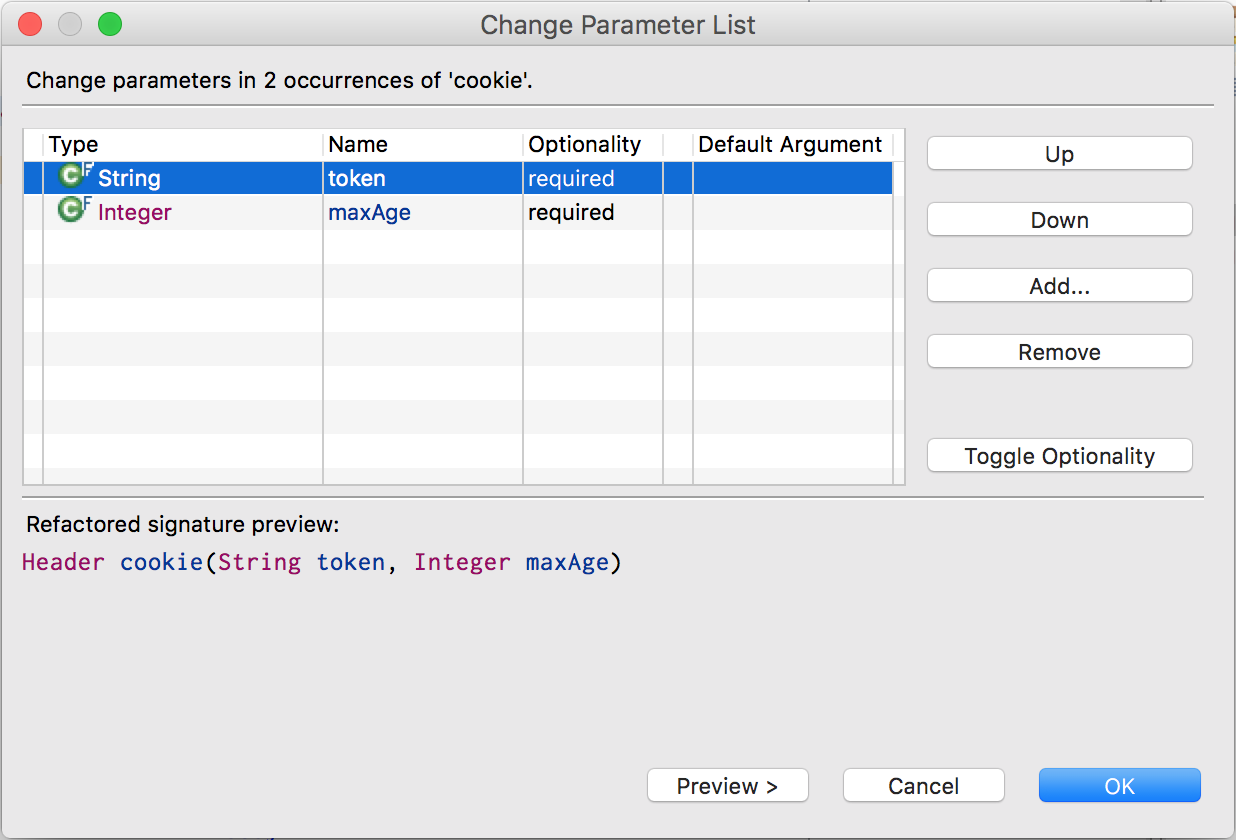 Change Parameter List
Change parameters in 2 occurrences of 'cookie'.
Type Name Optionality Default Argument
C F String token required
C F Integer maxAge required
Up
Down
Add...
Remove
Toggle Optionality
Refactored signature preview:
Header cookie(String token, Integer maxAge)
Preview > Cancel OK